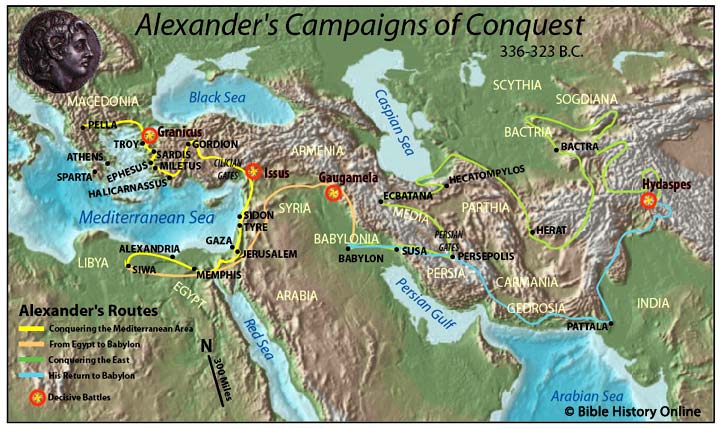 Alexander's Campaigns of Conquest
336-323 B.C.
MACEDONIA
Black Sea
Caspian Sea
SCYTHIA
SOGDIANA
PELLA
Granicus
TROY
GORDION
ARMENIA
BACTRIA
BACTRA
ATHENS
SARDIS
SPARTA
EPHESUS
MILETUS
CILICIAN
GATES
Issus
HALICARNASSUS
Gaugamela
HECATOMPYLOS
ECBATANA
Hydaspes
Mediterranean Sea
SYRIA
MEDIA
PARTHIA
SIDON
TYRE
HERAT
GAZA
JERUSALEM
BABYLONIA
BABYLON
SUSA
PERSIAN
GATES
PERSEPOLIS
ALEXANDRIA
LIBYA
SIWA
MEMPHIS
PERSIA
CARMANIA
EGYPT
ARABIA
Persian Gulf
GEDROSIA
INDIA
PATTALA
Red Sea
Arabian Sea
Alexander's Routes
Conquering the Mediterranean Area
From Egypt to Babylon
Conquering the East
His Return to Babylon
Decisive Battles
N
300 Miles
© Bible History Online